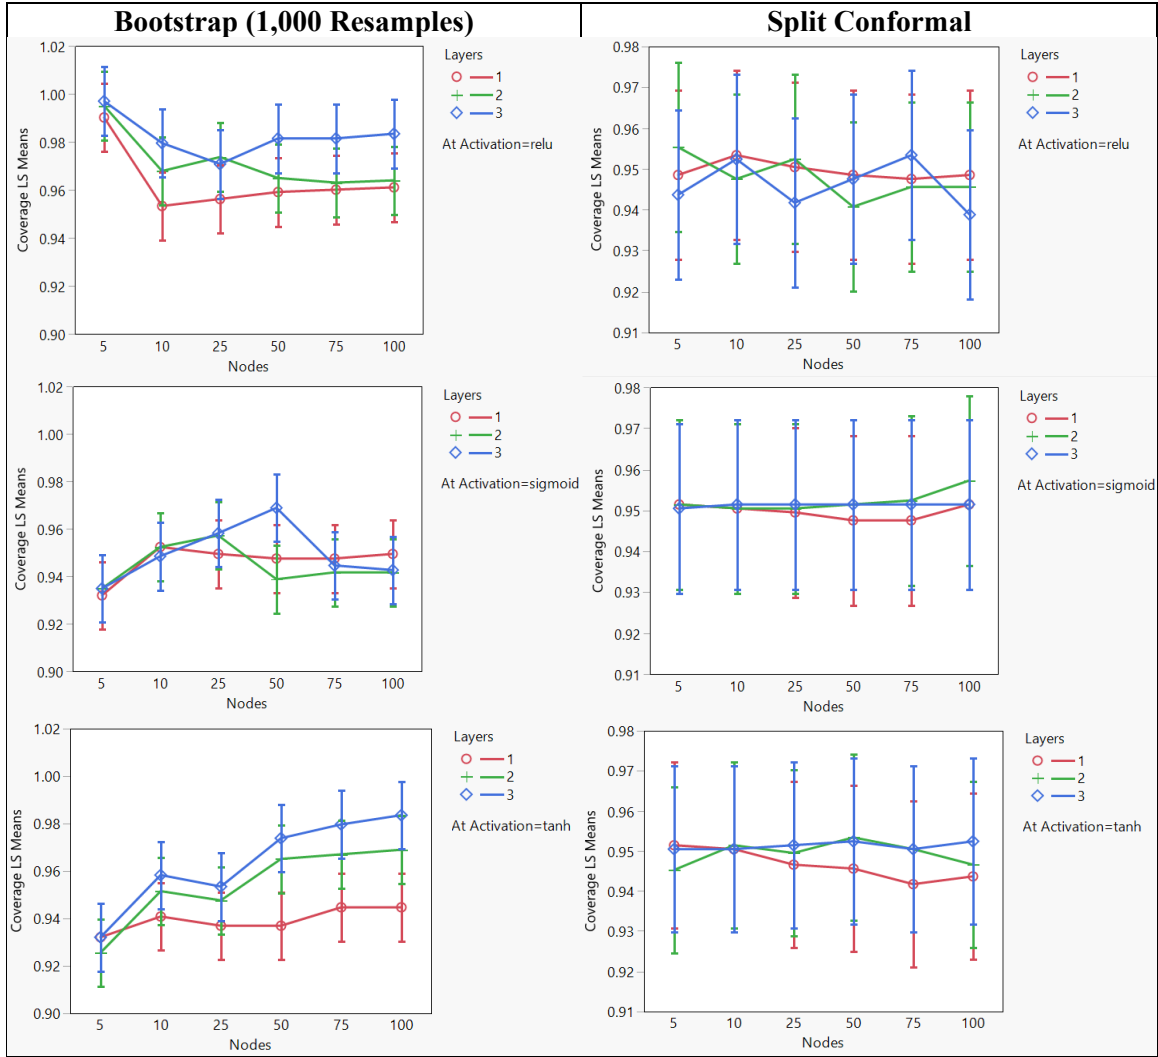 Bootstrap (1,000 Resamples)
Split Conformal
1.02
1.00
0.98
0.96
0.94
0.92
0.90
Coverage LS Means
5 10 25 50 75 100
Nodes
Layers
1
2
3
At Activation=relu
0.98
0.97
0.96
0.95
0.94
0.93
0.92
0.91
Coverage LS Means
5 10 25 50 75 100
Nodes
Layers
1
2
3
At Activation=relu
1.02
1.00
0.98
0.96
0.94
0.92
0.90
Coverage LS Means
5 10 25 50 75 100
Nodes
Layers
1
2
3
At Activation=sigmoid
0.98
0.97
0.96
0.95
0.94
0.93
0.92
0.91
Coverage LS Means
5 10 25 50 75 100
Nodes
Layers
1
2
3
At Activation=sigmoid
1.02
1.00
0.98
0.96
0.94
0.92
0.90
Coverage LS Means
5 10 25 50 75 100
Nodes
Layers
1
2
3
At Activation=tanh
0.98
0.97
0.96
0.95
0.94
0.93
0.92
0.91
Coverage LS Means
5 10 25 50 75 100
Nodes
Layers
1
2
3
At Activation=tanh